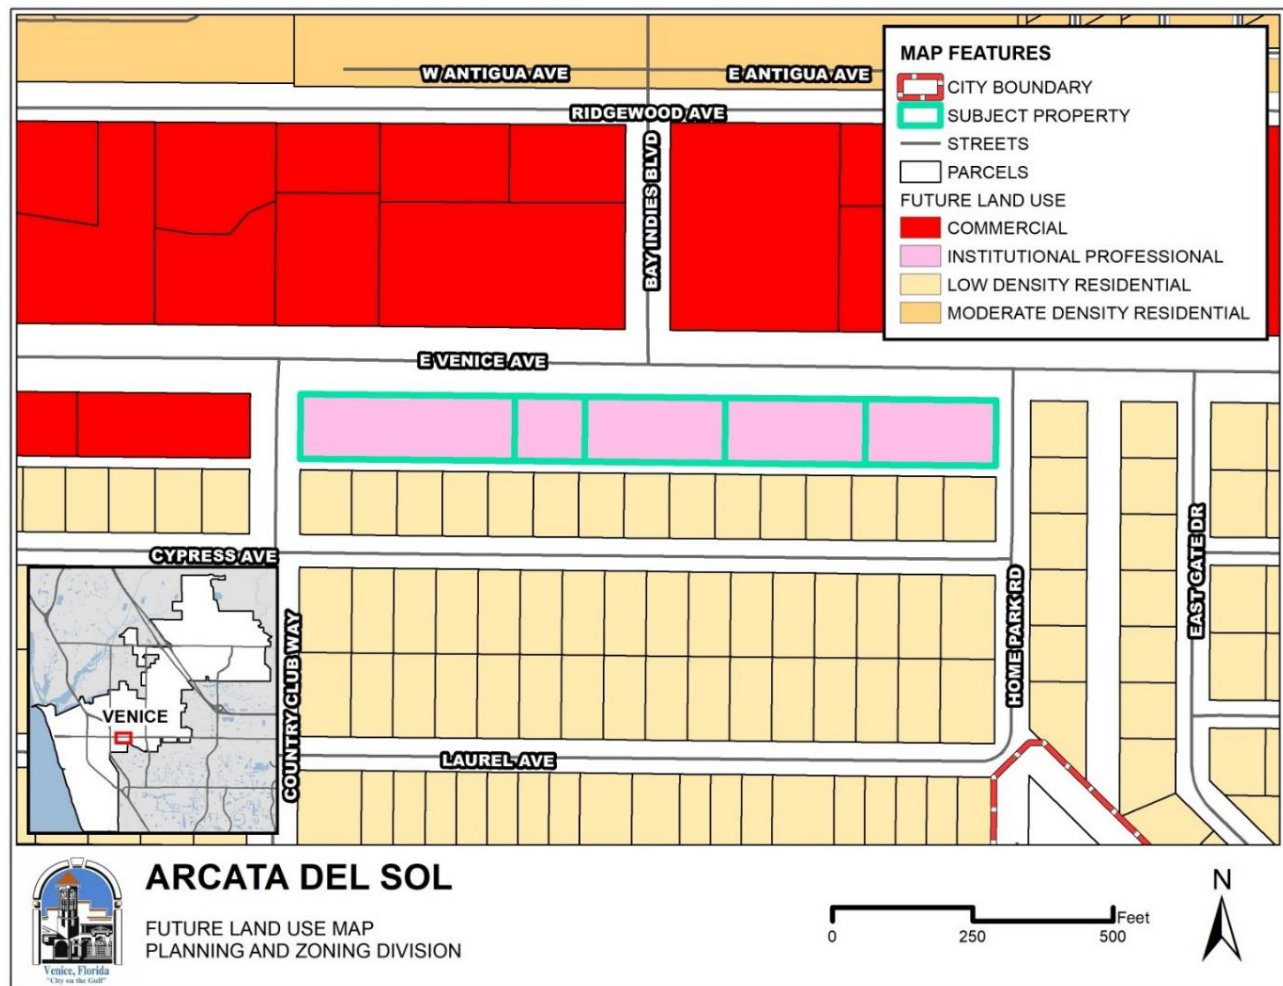 W ANTIGUA AVE
E ANTIGUA AVE
RIDGEWOOD AVE
BAY INDIES BLVD
E VENICE AVE
CYPRESS AVE
COUNTRY CLUB WAY
HOME PARK RD
EAST GATE DR
LAUREL AVE
VENICE
MAP FEATURES
CITY BOUNDARY
SUBJECT PROPERTY
STREETS
PARCELS
FUTURE LAND USE
COMMERCIAL
INSTITUTIONAL PROFESSIONAL
LOW DENSITY RESIDENTIAL
MODERATE DENSITY RESIDENTIAL
ARCATA DEL SOL
FUTURE LAND USE MAP
PLANNING AND ZONING DIVISION
Venice, Florida
"City on the Gulf"
Feet
0 250 500
N